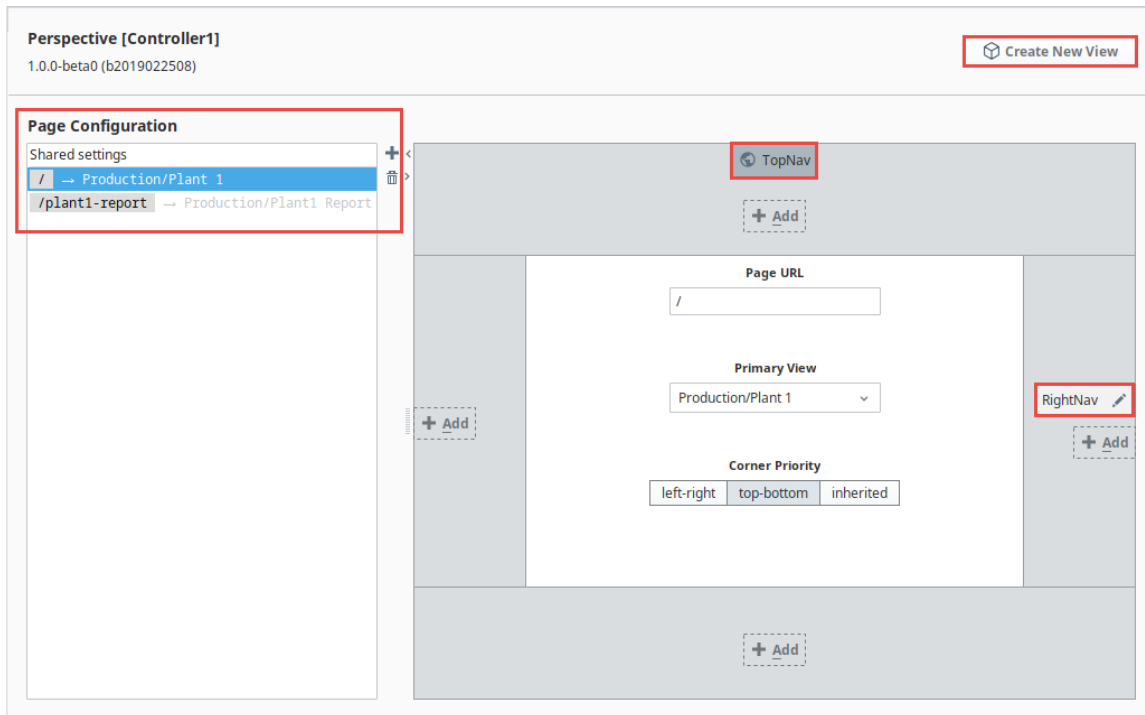 Perspective [Controller1]
1.0.0-beta0 (b2019022508)
Create New View
Page Configuration
Shared settings
/ → Production/Plant 1
/plant1-report → Production/Plant1 Report
TopNav
+ Add
Page URL
/
Primary View
Production/Plant 1
Corner Priority
left-right top-bottom inherited
+ Add
RightNav
+ Add
+ Add